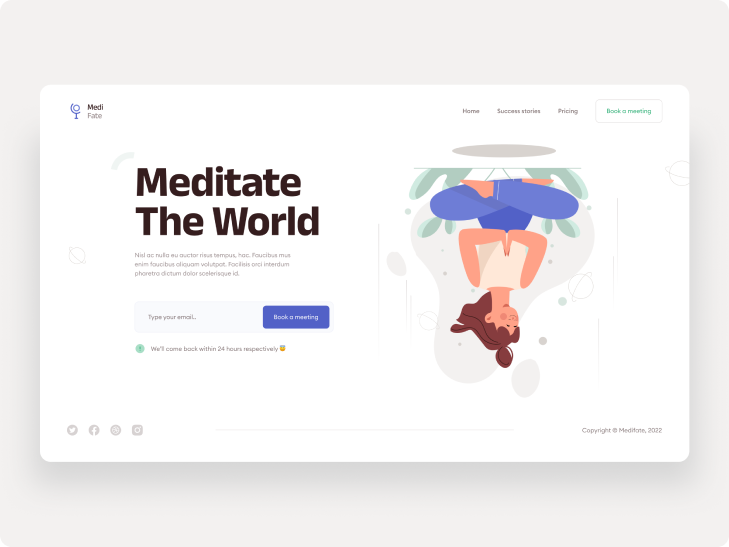 Medi
Fate
Home
Success stories
Pricing
Book a meeting
Meditate
The World
Nisl ac nulla eu auctor risus tempus, hac. Faucibus mus
enim faucibus aliquam volutpat. Facilisis orci interdum
pharetra dictum dolor scelerisque id.
Type your email..
Book a meeting
We'll come back within 24 hours respectively 😇
Copyright © Medifate, 2022